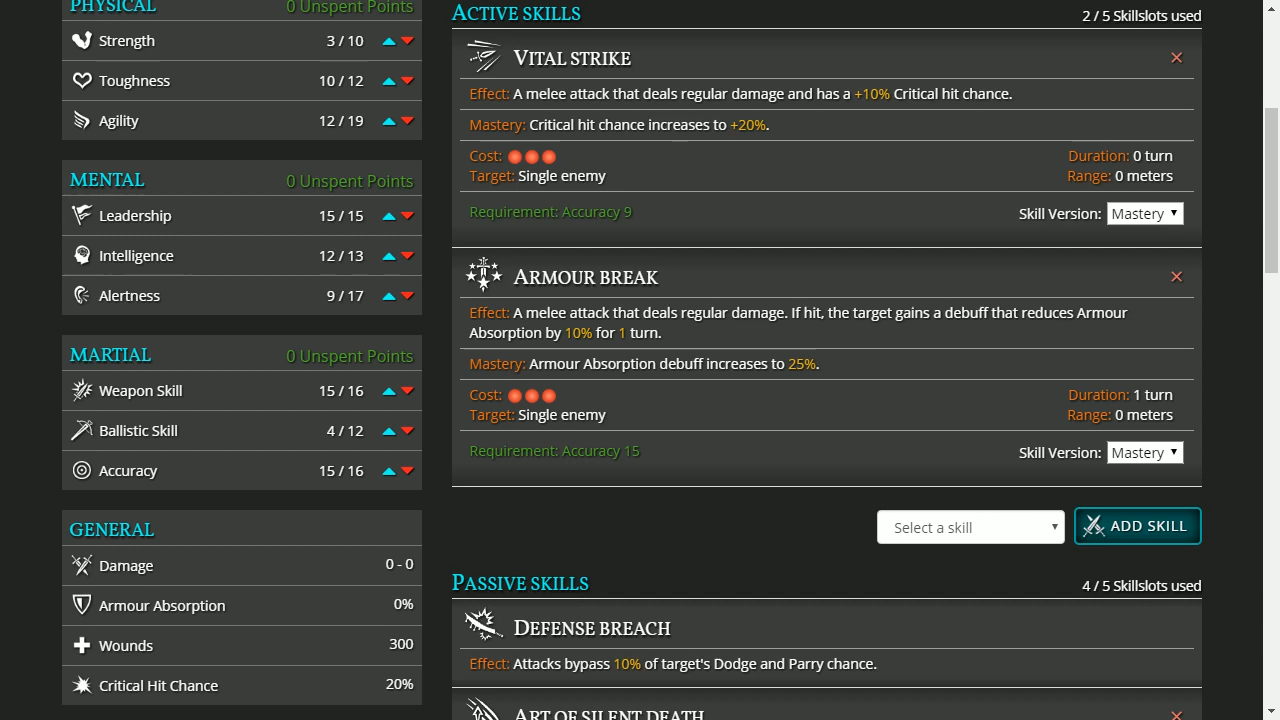 PHYSICAL 0 Unspent Points
Strength 3 / 10
Toughness 10 / 12
Agility 12 / 19
MENTAL 0 Unspent Points
Leadership 15 / 15
Intelligence 12 / 13
Alertness 9 / 17
MARTIAL 0 Unspent Points
Weapon Skill 15 / 16
Ballistic Skill 4 / 12
Accuracy 15 / 16
GENERAL
Damage 0 - 0
Armour Absorption 0%
Wounds 300
Critical Hit Chance 20%
ACTIVE SKILLS 2 / 5 Skillslots used
VITAL STRIKE
Effect: A melee attack that deals regular damage and has a +10% Critical hit chance.
Mastery: Critical hit chance increases to +20%.
Cost: Duration: 0 turn
Target: Single enemy Range: 0 meters
Requirement: Accuracy 9 Skill Version: Mastery
ARMOUR BREAK
Effect: A melee attack that deals regular damage. If hit, the target gains a debuff that reduces Armour
Absorption by 10% for 1 turn.
Mastery: Armour Absorption debuff increases to 25%.
Cost: Duration: 1 turn
Target: Single enemy Range: 0 meters
Requirement: Accuracy 15 Skill Version: Mastery
Select a skill ADD SKILL
PASSIVE SKILLS 4 / 5 Skillslots used
DEFENSE BREACH
Effect: Attacks bypass 10% of target's Dodge and Parry chance.
ART OF SILENT DEATH